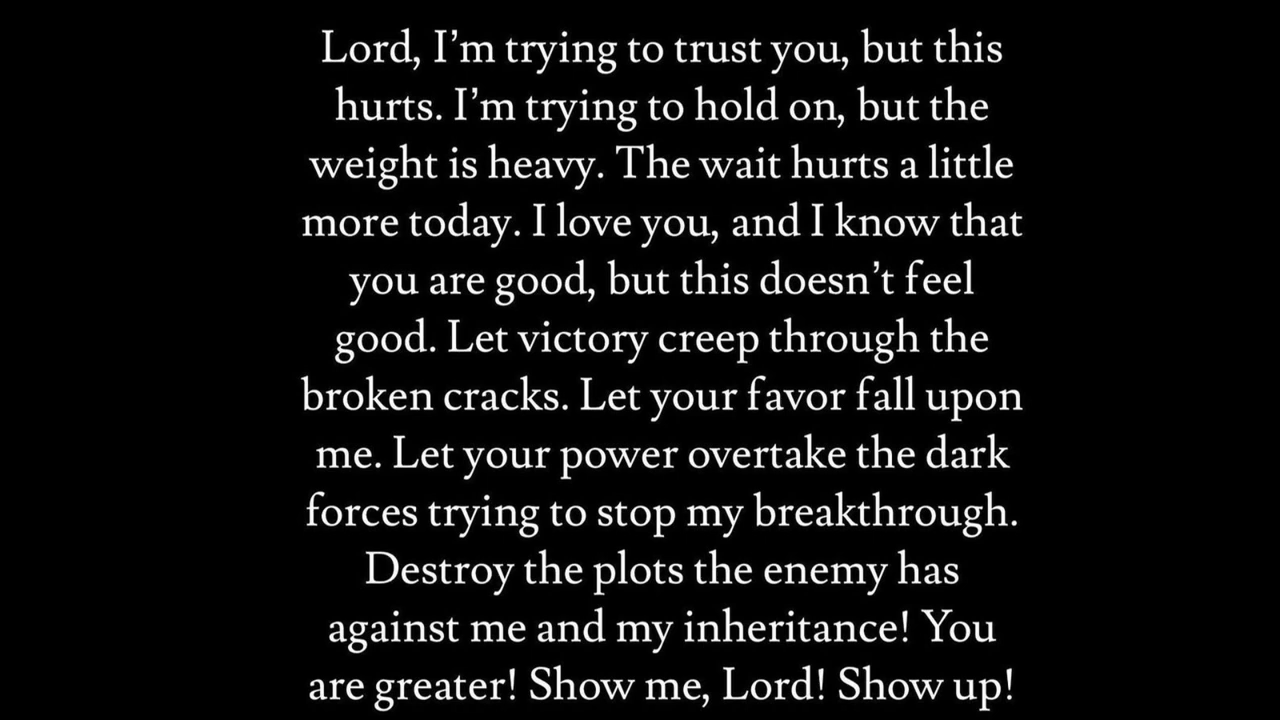 Lord, I’m trying to trust you, but this
hurts. I’m trying to hold on, but the
weight is heavy. The wait hurts a little
more today. I love you, and I know that
you are good, but this doesn’t feel
good. Let victory creep through the
broken cracks. Let your favor fall upon
me. Let your power overtake the dark
forces trying to stop my breakthrough.
Destroy the plots the enemy has
against me and my inheritance! You
are greater! Show me, Lord! Show up!